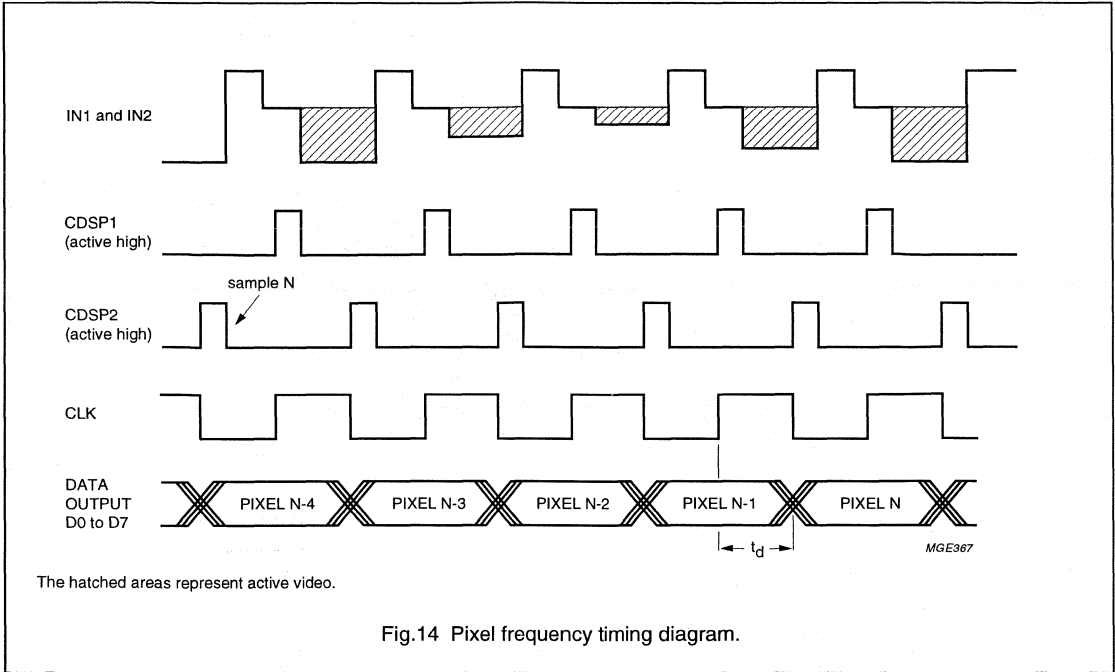 IN1 and IN2
CDSP1
(active high)
sample N
CDSP2
(active high)
CLK
DATA
OUTPUT
D0 to D7
PIXEL N-4
PIXEL N-3
PIXEL N-2
PIXEL N-1
PIXEL N
td
MGE367
The hatched areas represent active video.
Fig.14 Pixel frequency timing diagram.